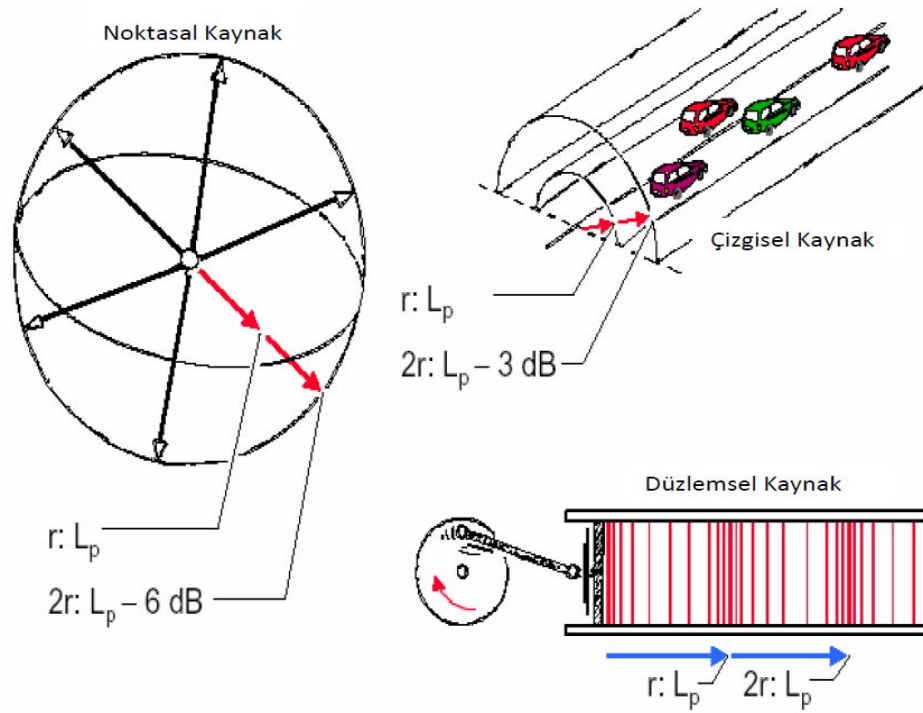 Noktasal Kaynak
r: Lp
2r: Lp – 6 dB
Çizgisel Kaynak
r: Lp
2r: Lp – 3 dB
Düzlemsel Kaynak
r: Lp 2r: Lp